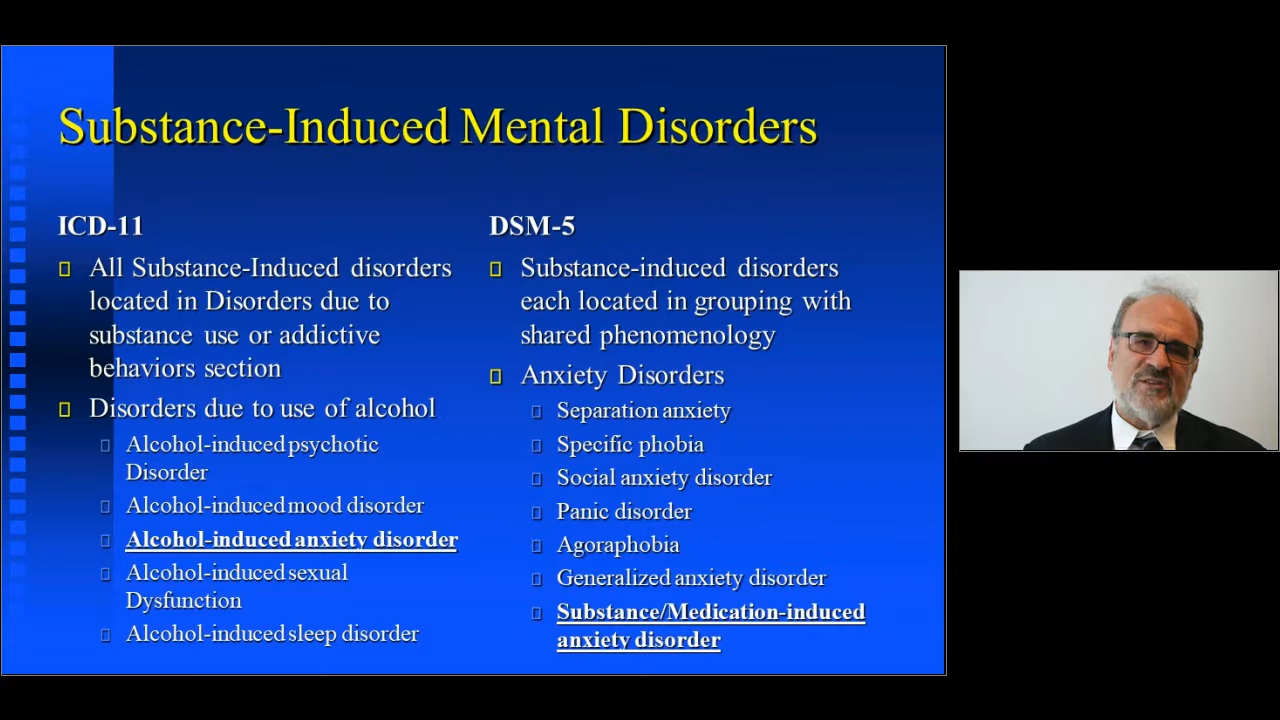 Substance-Induced Mental Disorders
ICD-11
All Substance-Induced disorders
located in Disorders due to
substance use or addictive
behaviors section
Disorders due to use of alcohol
Alcohol-induced psychotic
Disorder
Alcohol-induced mood disorder
Alcohol-induced anxiety disorder
Alcohol-induced sexual
Dysfunction
Alcohol-induced sleep disorder
DSM-5
Substance-induced disorders
each located in grouping with
shared phenomenology
Anxiety Disorders
Separation anxiety
Specific phobia
Social anxiety disorder
Panic disorder
Agoraphobia
Generalized anxiety disorder
Substance/Medication-induced
anxiety disorder